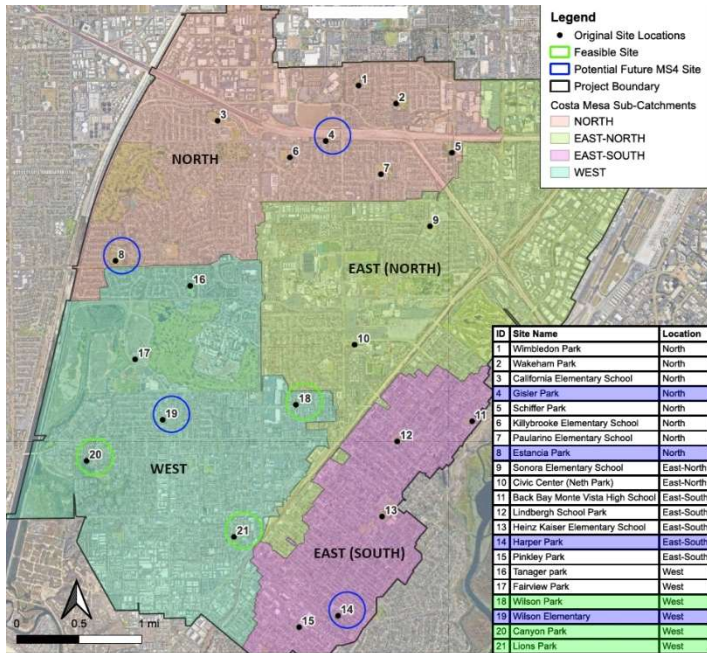 Legend
Original Site Locations
Feasible Site
Potential Future MS4 Site
Project Boundary
Costa Mesa Sub-Catchments
NORTH
EAST-NORTH
EAST-SOUTH
WEST
1
2
3
4
5
6
7
NORTH
8
9
EAST (NORTH)
16
10
17
18
19
11
12
WEST
20
13
21
EAST (SOUTH)
14
15
0 0.5 1 mi
ID Site Name Location
1 Wimbledon Park North
2 Wakeham Park North
3 California Elementary School North
4 Gisler Park North
5 Schiffer Park North
6 Killybrooke Elementary School North
7 Paularino Elementary School North
8 Estancia Park North
9 Sonora Elementary School East-North
10 Civic Center (Neth Park) East-North
11 Back Bay Monte Vista High School East-South
12 Lindbergh School Park East-South
13 Heinz Kaiser Elementary School East-South
14 Harper Park East-South
15 Pinkley Park East-South
16 Tanager park West
17 Fairview Park West
18 Wilson Park West
19 Wilson Elementary West
20 Canyon Park West
21 Lions Park West